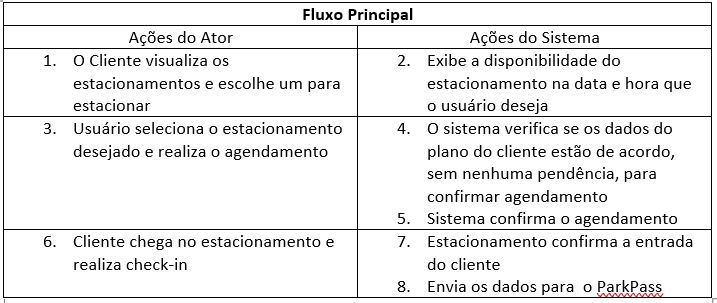 Fluxo Principal
Ações do Ator
Ações do Sistema
1. O Cliente visualiza os
estacionamentos e escolhe um para
estacionar
2. Exibe a disponibilidade do
estacionamento na data e hora que
o usuário deseja
3. Usuário seleciona o estacionamento
desejado e realiza o agendamento
4. O sistema verifica se os dados do
plano do cliente estão de acordo,
sem nenhuma pendência, para
confirmar agendamento
5. Sistema confirma o agendamento
6. Cliente chega no estacionamento e
realiza check-in
7. Estacionamento confirma a entrada
do cliente
8. Envia os dados para o ParkPass